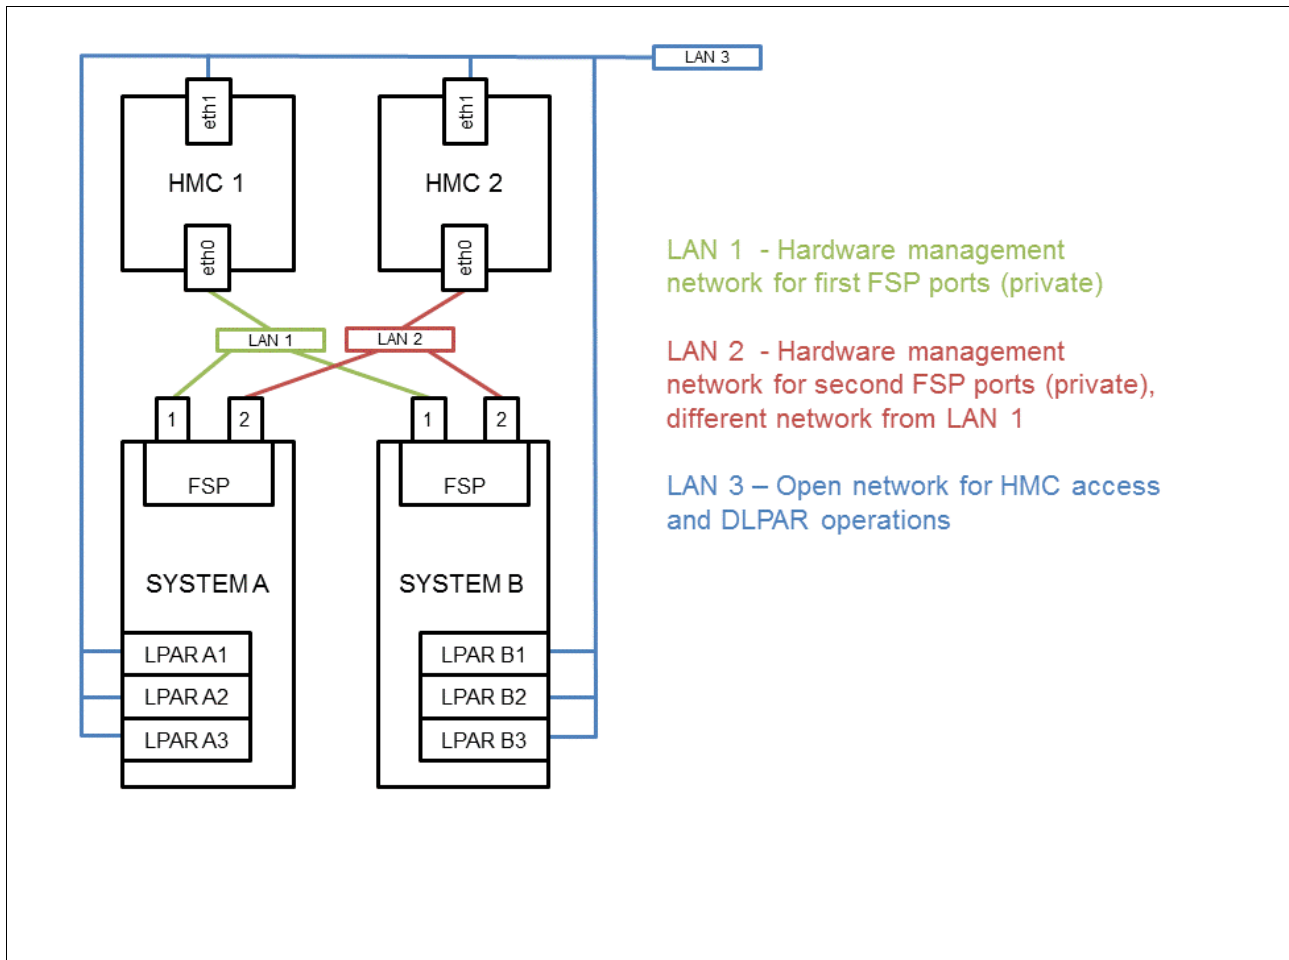 LAN 3
eth1
eth1
HMC 1
HMC 2
eth0
eth0
LAN 1
LAN 2
1
2
1
2
FSP
FSP
SYSTEM A
SYSTEM B
LPAR A1
LPAR B1
LPAR A2
LPAR B2
LPAR A3
LPAR B3
LAN 1 - Hardware management
network for first FSP ports (private)
LAN 2 - Hardware management
network for second FSP ports (private),
different network from LAN 1
LAN 3 – Open network for HMC access
and DLPAR operations